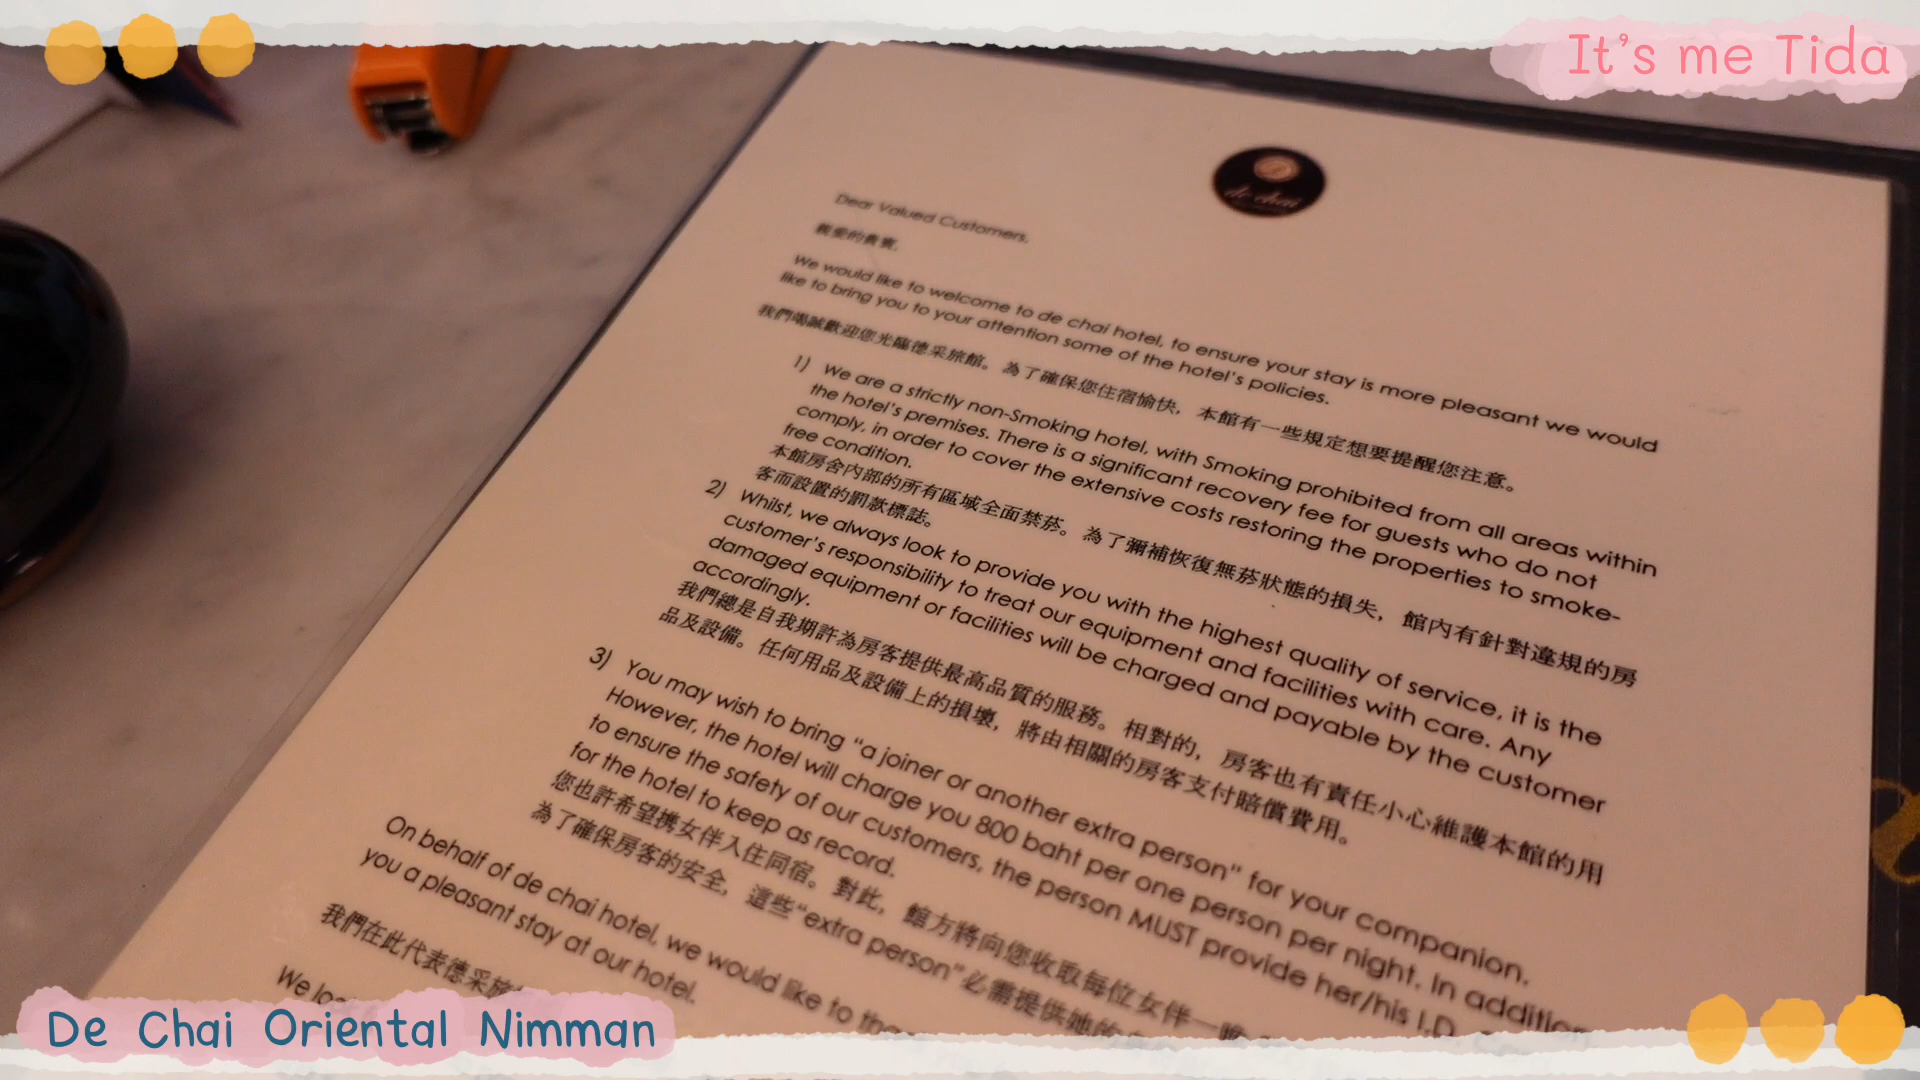 It's me Tida
de chai
Dear Valued Customers,
親愛的貴賓,
We would like to welcome to de chai hotel, to ensure your stay is more pleasant we would
like to bring you to your attention some of the hotel's policies.
我們竭誠歡迎您光臨德采旅館。為了確保您住宿愉快，本館有一些規定想要提醒您注意。
1) We are a strictly non-Smoking hotel, with Smoking prohibited from all areas within
the hotel's premises. There is a significant recovery fee for guests who do not
comply, in order to cover the extensive costs restoring the properties to smoke-
free condition.
本館房舍內部的所有區域全面禁菸。為了彌補恢復無菸狀態的損失，館內有針對違規的房
客而設置的罰款標誌。
2) Whilst, we always look to provide you with the highest quality of service, it is the
customer's responsibility to treat our equipment and facilities with care. Any
damaged equipment or facilities will be charged and payable by the customer
accordingly.
我們總是自我期許為房客提供最高品質的服務。相對的，房客也有責任小心維護本館的用
品及設備。任何用品及設備上的損壞，將由相關的房客支付賠償費用。
3) You may wish to bring "a joiner or another extra person" for your companion.
However, the hotel will charge you 800 baht per one person per night. In addition
to ensure the safety of our customers, the person MUST provide her/his I.D.
for the hotel to keep as record.
您也許希望携女伴入住同宿。對此，館方將向您收取每位女伴一晚
為了確保房客的安全，這些"extra person"必需提供她的
On behalf of de chai hotel, we would like to
you a pleasant stay at our hotel.
我們在此代表德采旅
We
De Chai Oriental Nimman